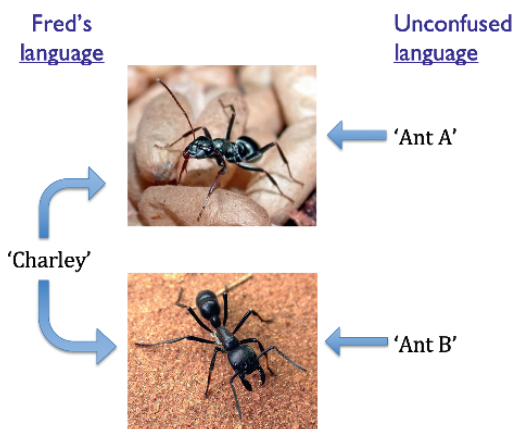 Fred's
language
Unconfused
language
'Ant A'
'Charley'
'Ant B'